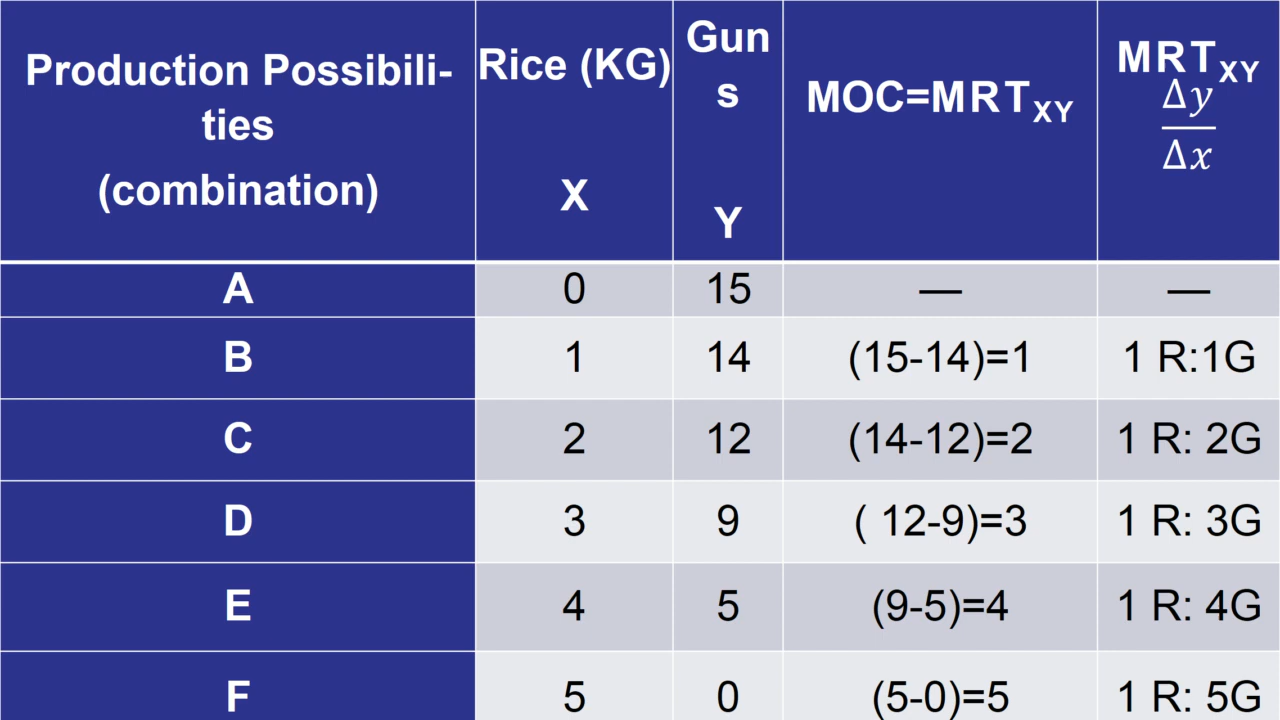 Production Possibili-
ties
(combination)
Rice (KG)
X
Gun
s
Y
MOC=MRTXY
MRTXY
Δy
Δx
A 0 15 — —
B 1 14 (15-14)=1 1 R:1G
C 2 12 (14-12)=2 1 R: 2G
D 3 9 ( 12-9)=3 1 R: 3G
E 4 5 (9-5)=4 1 R: 4G
F 5 0 (5-0)=5 1 R: 5G